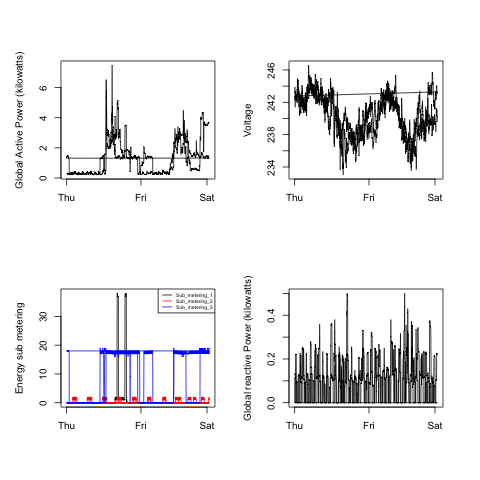 Global Active Power (kilowatts)
0 2 4 6
Thu Fri Sat
Voltage
234 238 242 246
Thu Fri Sat
Energy sub metering
0 10 20 30
Sub_metering_1
Sub_metering_2
Sub_metering_3
Thu Fri Sat
Global reactive Power (kilowatts)
0.0 0.2 0.4
Thu Fri Sat